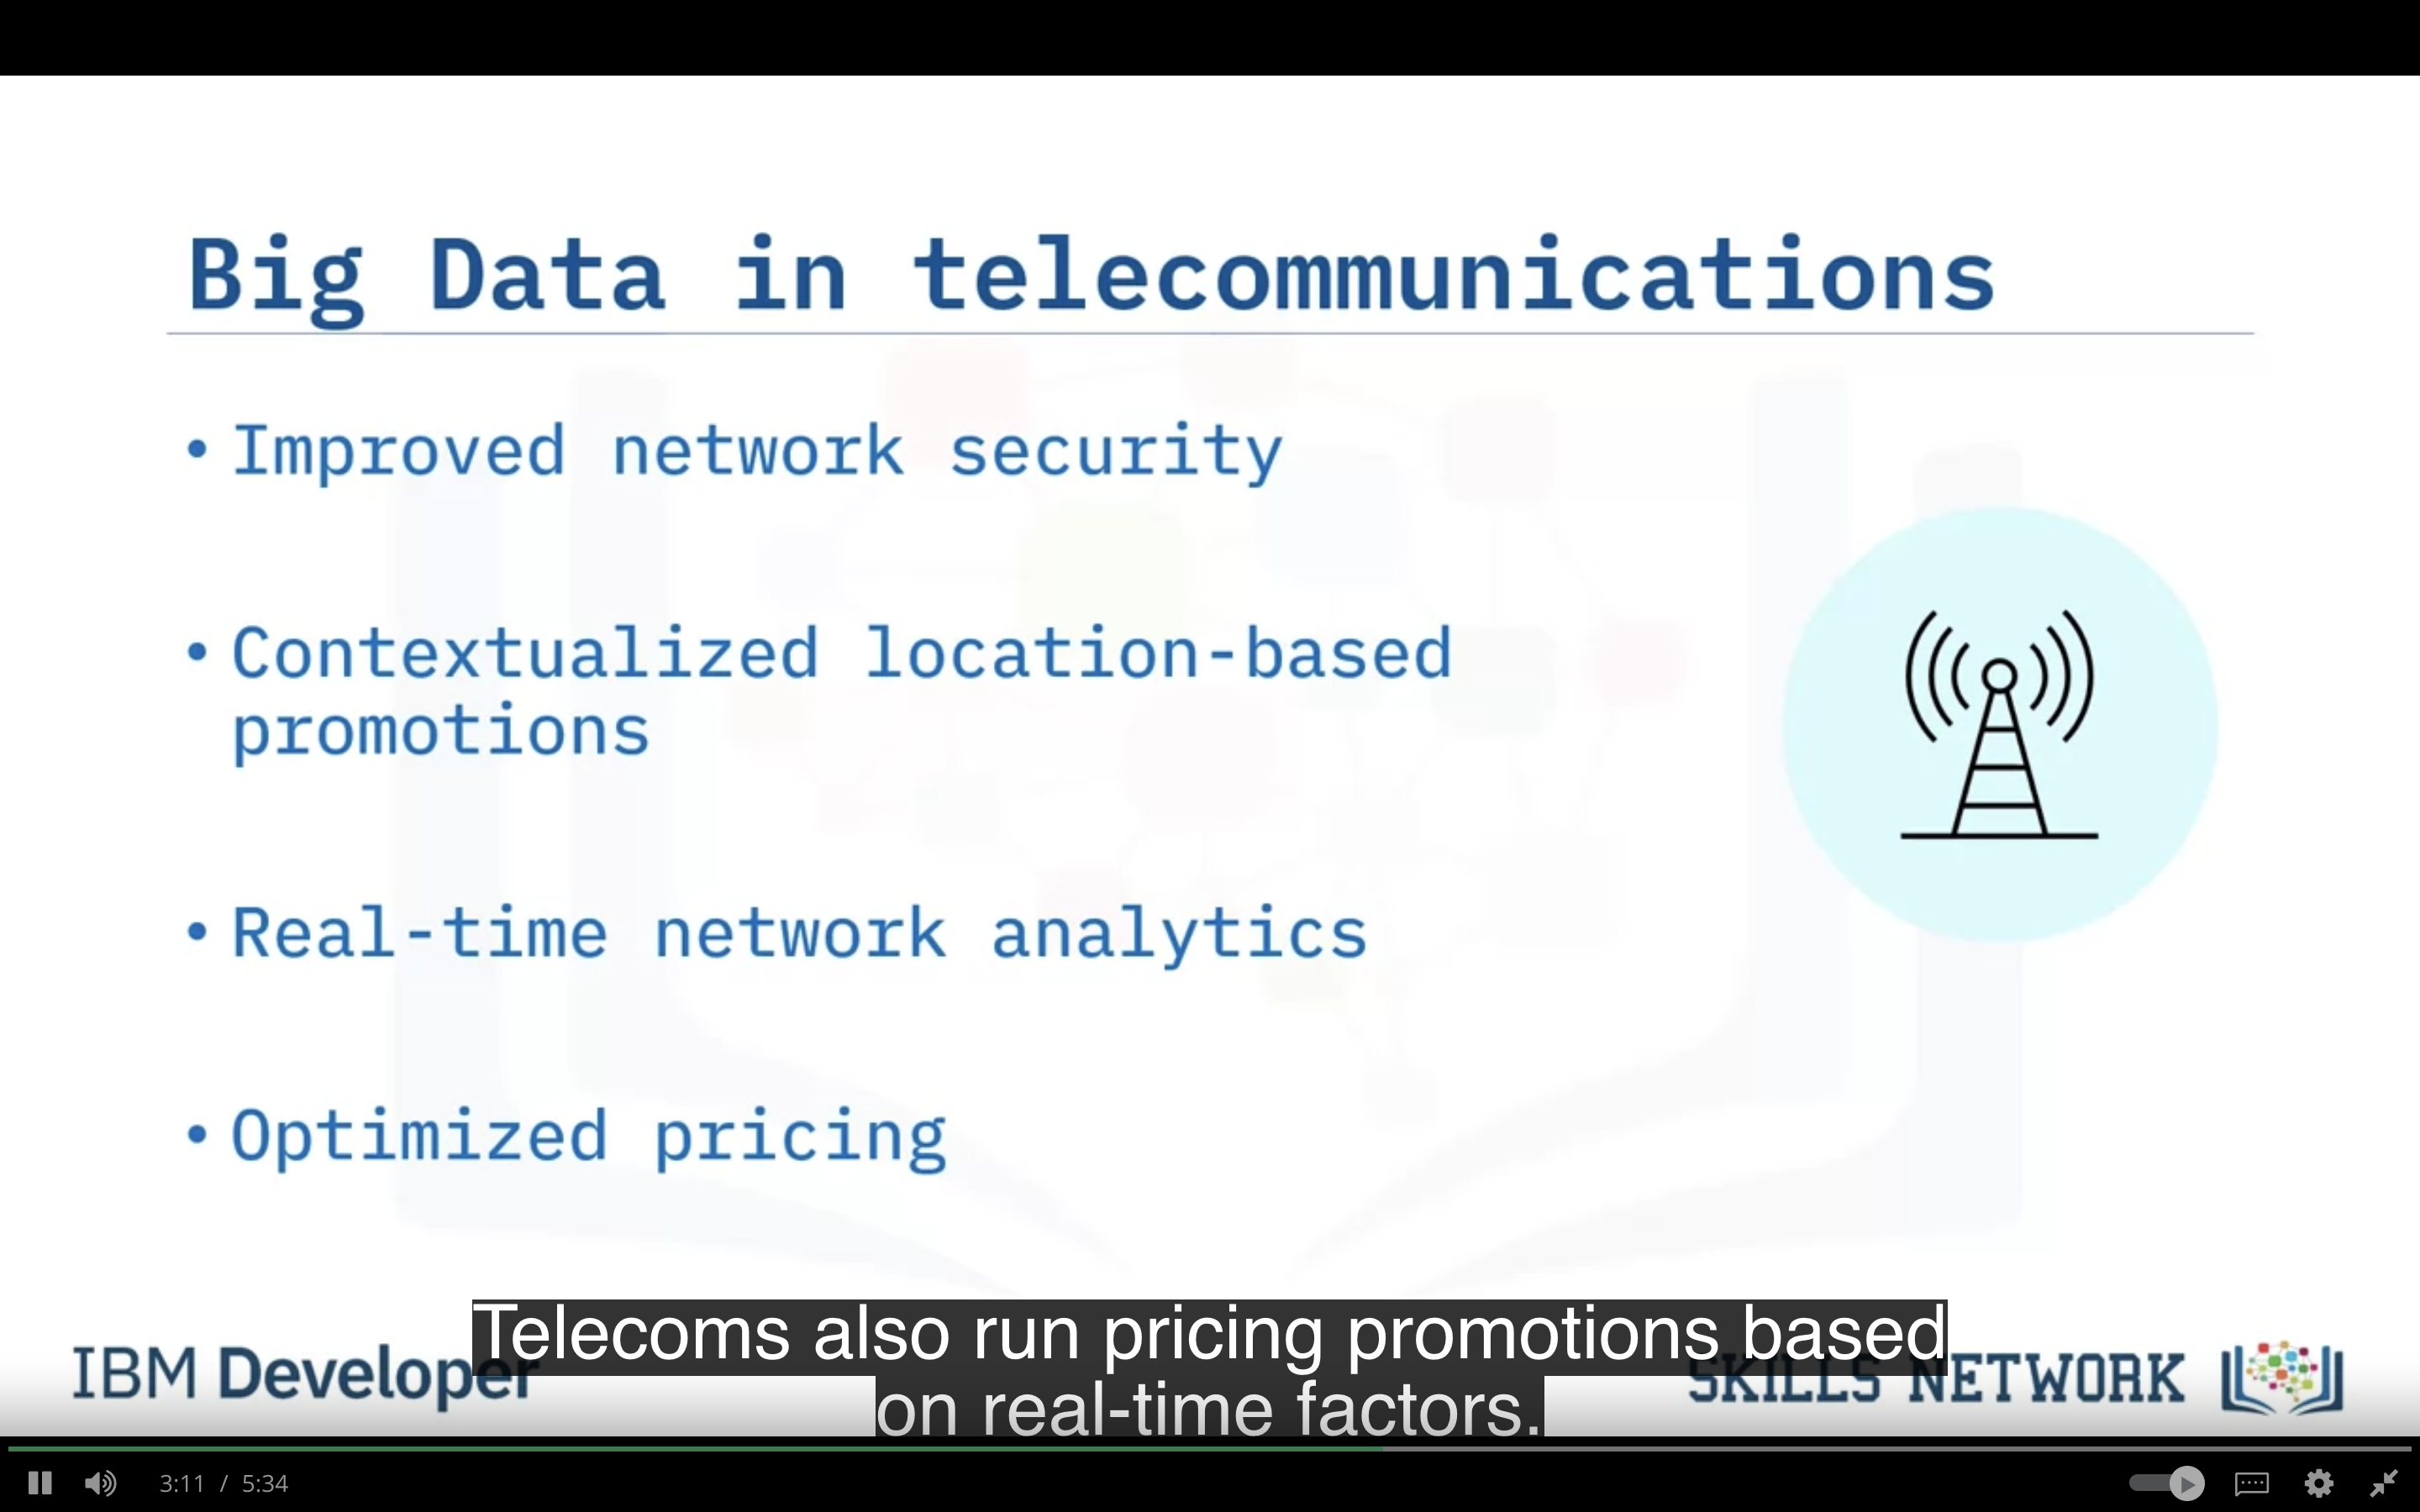 Big Data in telecommunications
• Improved network security
• Contextualized location-based
promotions
• Real-time network analytics
• Optimized pricing
Telecoms also run pricing promotions based
on real-time factors.
IBM Developer
SKILLS NETWORK
3:11 / 5:34